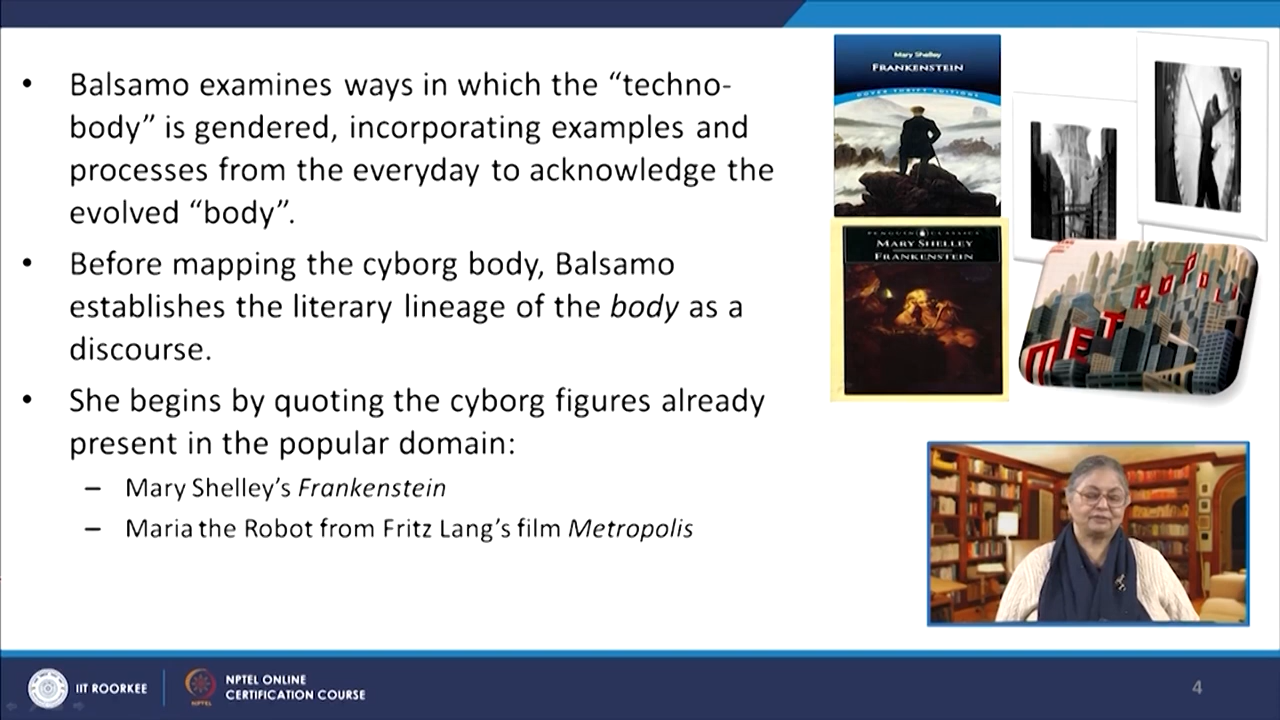 • Balsamo examines ways in which the “techno-
body” is gendered, incorporating examples and
processes from the everyday to acknowledge the
evolved “body”.
• Before mapping the cyborg body, Balsamo
establishes the literary lineage of the body as a
discourse.
• She begins by quoting the cyborg figures already
present in the popular domain:
– Mary Shelley’s Frankenstein
– Maria the Robot from Fritz Lang’s film Metropolis
Mary Shelley
FRANKENSTEIN
DOVER THRIFT EDITIONS
PENGUIN CLASSICS
MARY SHELLEY
FRANKENSTEIN
METROPOLIS
IIT ROORKEE
NPTEL
NPTEL ONLINE
CERTIFICATION COURSE
4